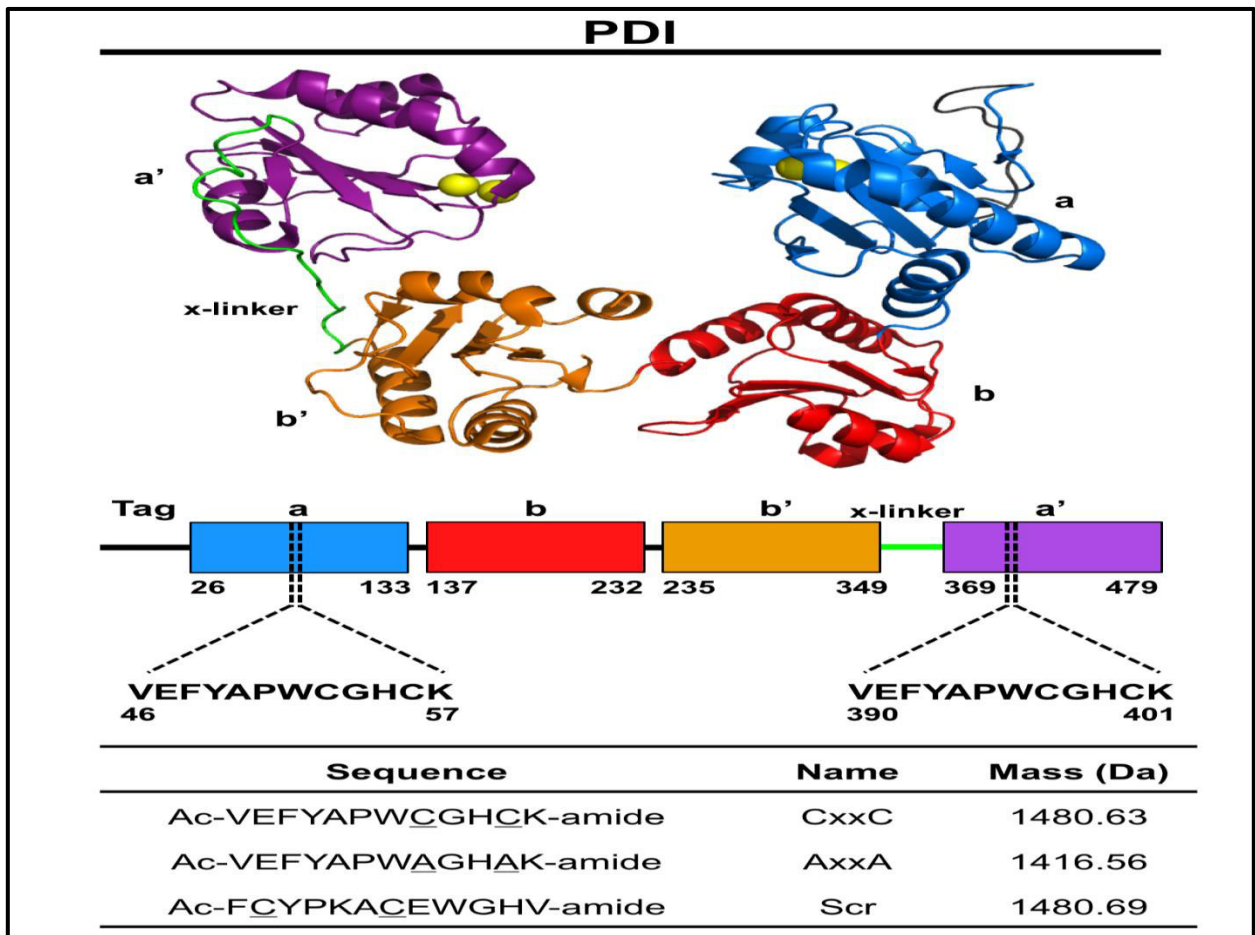 PDI
a'
a
x-linker
b'
b
Tag a b b' x-linker a'
26 133 137 232 235 349 369 479
VEFYAPWCGHCK VEFYAPWCGHCK
46 57 390 401
Sequence Name Mass (Da)
Ac-VEFYAPWCGHCK-amide CxxC 1480.63
Ac-VEFYAPWAGHAK-amide AxxA 1416.56
Ac-FCYPKACEWGHV-amide Scr 1480.69